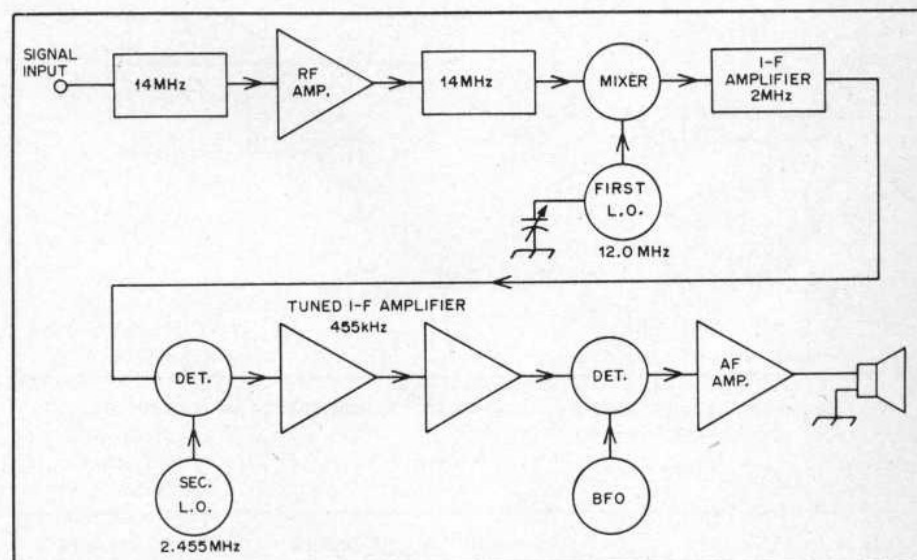 SIGNAL
INPUT
14MHz
RF
AMP.
14MHz
MIXER
I-F
AMPLIFIER
2MHz
FIRST
L.O.
12.0 MHz
TUNED I-F AMPLIFIER
455kHz
DET.
DET.
AF
AMP.
SEC.
L.O.
2.455MHz
BFO